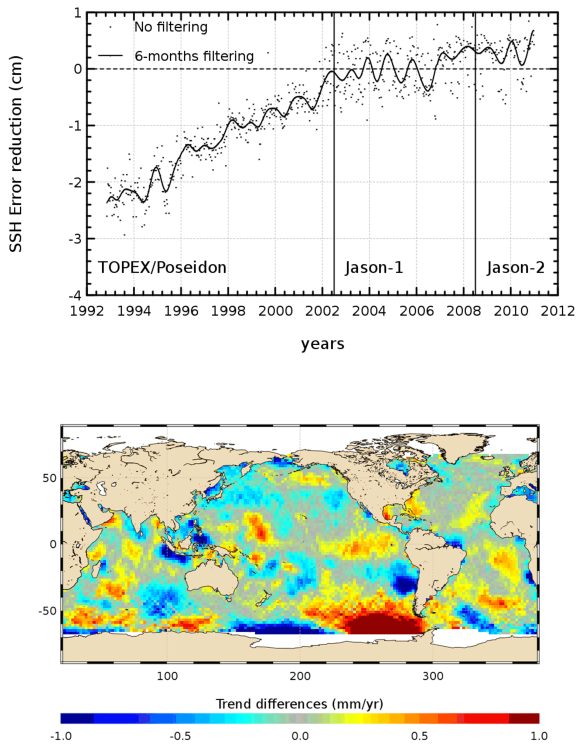 1
No filtering
6-months filtering
0
-1
-2
-3
-4
SSH Error reduction (cm)
TOPEX/Poseidon Jason-1 Jason-2
1992 1994 1996 1998 2000 2002 2004 2006 2008 2010 2012
years
50
0
-50
100 200 300
Trend differences (mm/yr)
-1.0 -0.5 0.0 0.5 1.0